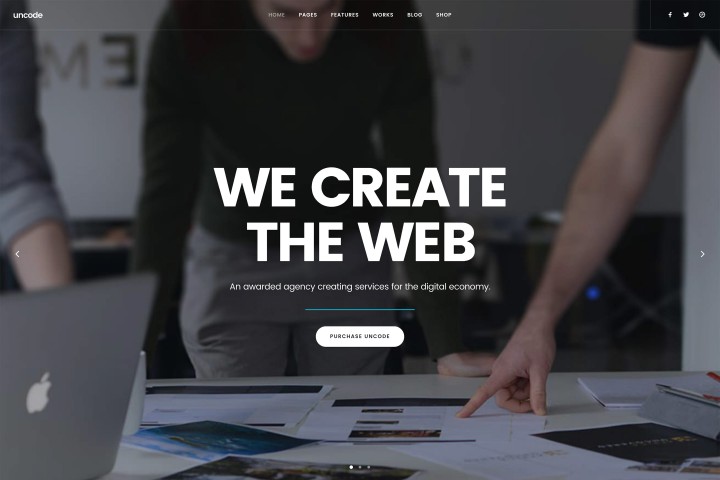 uncode
HOME PAGES FEATURES WORKS BLOG SHOP
WE CREATE
THE WEB
An awarded agency creating services for the digital economy.
PURCHASE UNCODE